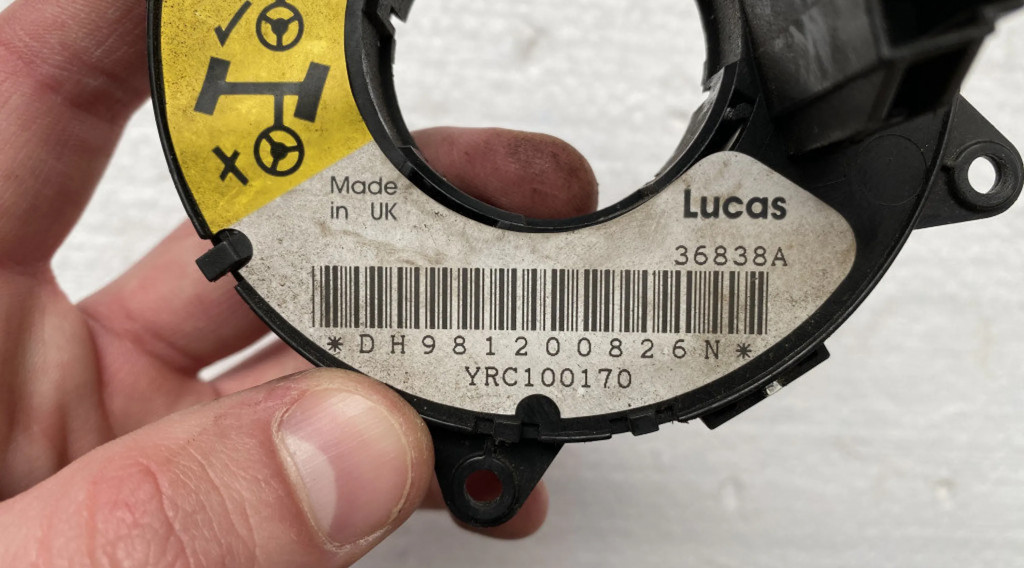 Made
in UK
Lucas
36838A
*DH981200826N*
YRC100170